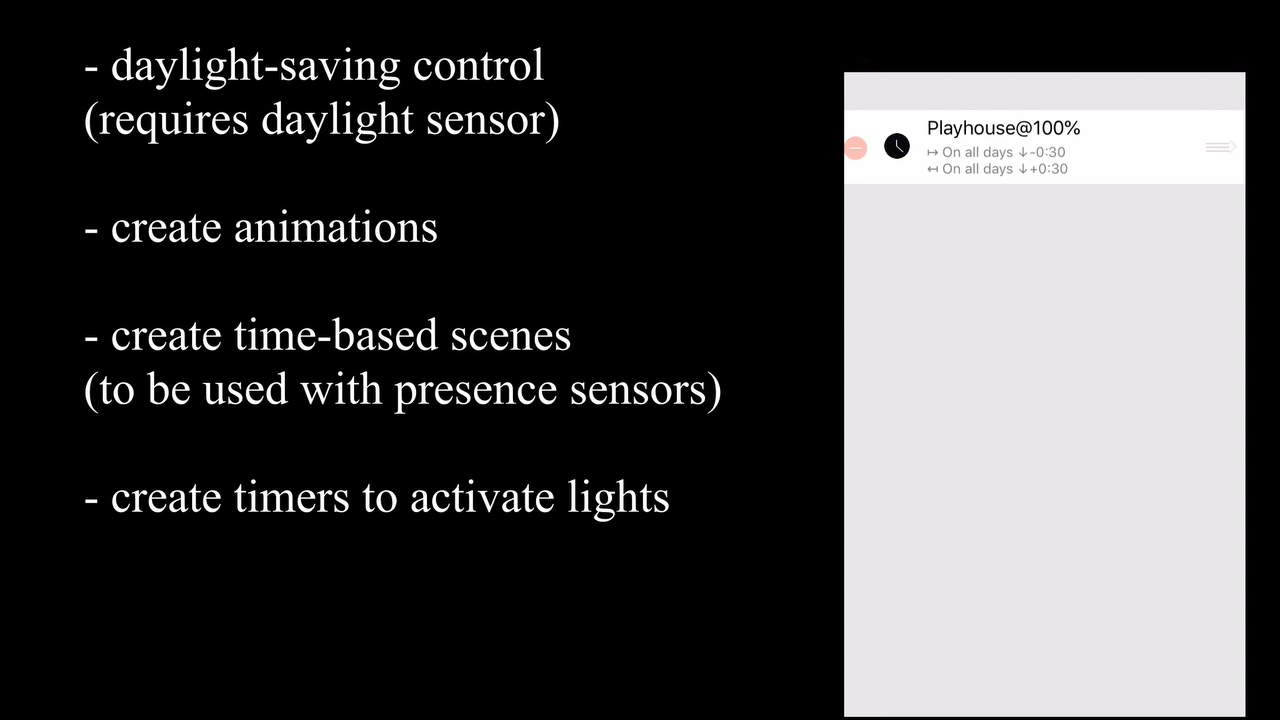 - daylight-saving control
(requires daylight sensor)
- create animations
- create time-based scenes
(to be used with presence sensors)
- create timers to activate lights
Playhouse@100%
↦ On all days ↓-0:30
↤ On all days ↓+0:30